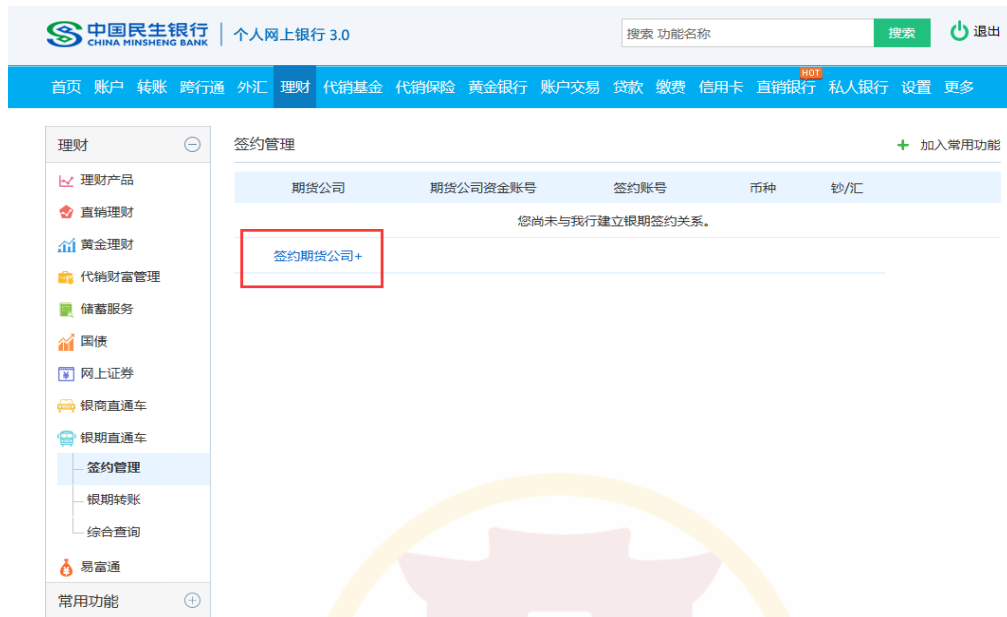 中国民生银行
CHINA MINSHENG BANK
个人网上银行 3.0
搜索 功能名称
搜索
退出
首页 账户 转账 跨行通 外汇 理财 代销基金 代销保险 黄金银行 账户交易 贷款 缴费 信用卡 直销银行 HOT 私人银行 设置 更多
理财
理财产品
直销理财
黄金理财
代销财富管理
储蓄服务
国债
网上证券
银商直通车
银期直通车
签约管理
银期转账
综合查询
易富通
常用功能
签约管理
+ 加入常用功能
期货公司 期货公司资金账号 签约账号 币种 钞/汇
您尚未与我行建立银期签约关系。
签约期货公司+